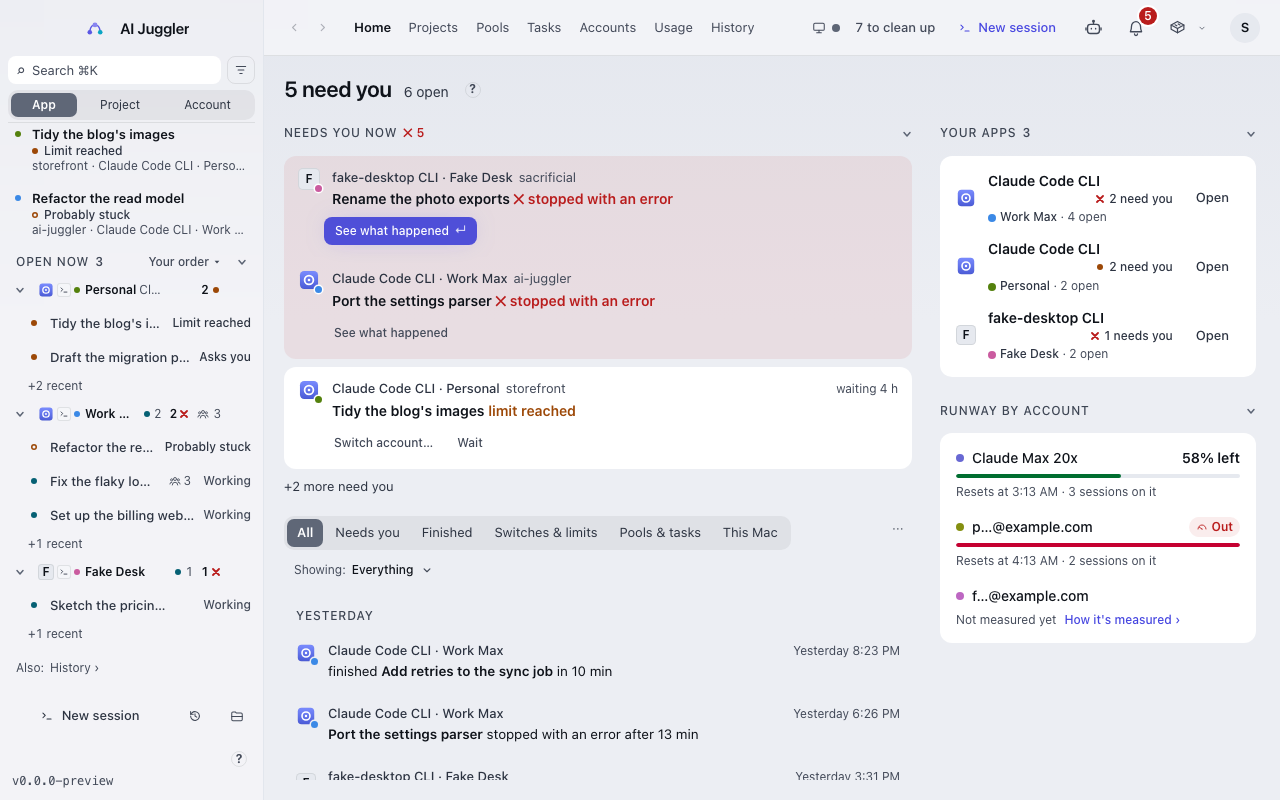 AI Juggler
Search ⌘K
App Project Account
Tidy the blog's images
Limit reached
storefront · Claude Code CLI · Perso…
Refactor the read model
Probably stuck
ai-juggler · Claude Code CLI · Work …
OPEN NOW 3 Your order
Personal Cl… 2
Tidy the blog's i… Limit reached
Draft the migration p… Asks you
+2 recent
Work … 2 2 3
Refactor the re… Probably stuck
Fix the flaky lo… 3 Working
Set up the billing web… Working
+1 recent
F Fake Desk 1 1
Sketch the pricin… Working
+1 recent
Also: History ›
New session
?
v0.0.0-preview
Home Projects Pools Tasks Accounts Usage History
7 to clean up New session 5 S
5 need you 6 open ?
NEEDS YOU NOW 5
F fake-desktop CLI · Fake Desk sacrificial
Rename the photo exports stopped with an error
See what happened
Claude Code CLI · Work Max ai-juggler
Port the settings parser stopped with an error
See what happened
Claude Code CLI · Personal storefront waiting 4 h
Tidy the blog's images limit reached
Switch account… Wait
+2 more need you
All Needs you Finished Switches & limits Pools & tasks This Mac …
Showing: Everything
YESTERDAY
Claude Code CLI · Work Max Yesterday 8:23 PM
finished Add retries to the sync job in 10 min
Claude Code CLI · Work Max Yesterday 6:26 PM
Port the settings parser stopped with an error after 13 min
fake-desktop CLI · Fake Desk Yesterday 3:31 PM
YOUR APPS 3
Claude Code CLI
2 need you Open
Work Max · 4 open
Claude Code CLI
2 need you Open
Personal · 2 open
fake-desktop CLI
F 1 needs you Open
Fake Desk · 2 open
RUNWAY BY ACCOUNT
Claude Max 20x 58% left
Resets at 3:13 AM · 3 sessions on it
p…@example.com Out
Resets at 4:13 AM · 2 sessions on it
f…@example.com
Not measured yet How it's measured ›